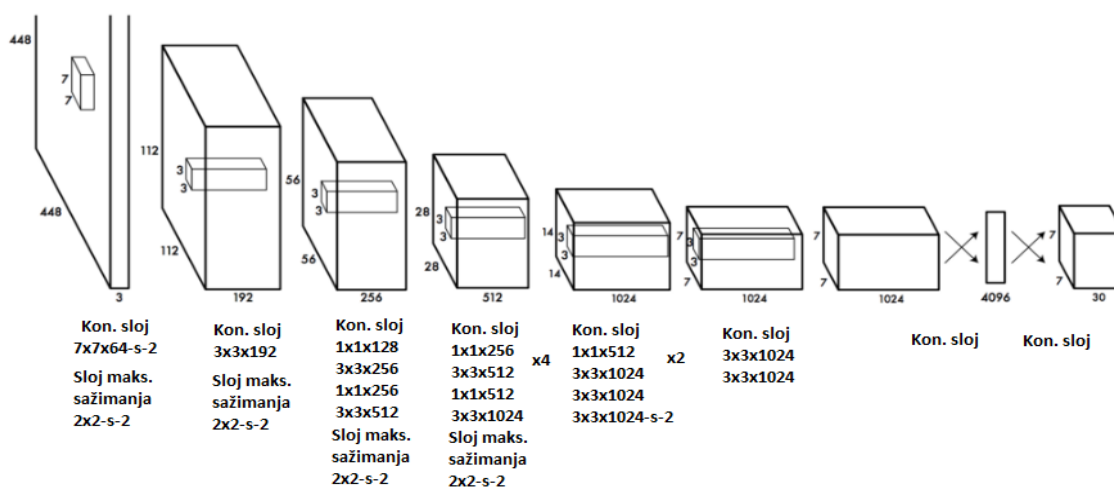 448
7
7
448
3
112
3
3
112
192
56
3
3
56
256
28
3
3
28
512
14
3
3
14
1024
7
3
3
7
1024
7
7
1024
4096
7
7
30
Kon. sloj
7x7x64-s-2
Sloj maks.
sažimanja
2x2-s-2
Kon. sloj
3x3x192
Sloj maks.
sažimanja
2x2-s-2
Kon. sloj
1x1x128
3x3x256
1x1x256
3x3x512
Sloj maks.
sažimanja
2x2-s-2
Kon. sloj
1x1x256
3x3x512
1x1x512
3x3x1024
Sloj maks.
sažimanja
2x2-s-2
x4
Kon. sloj
1x1x512
3x3x1024
3x3x1024
3x3x1024-s-2
x2
Kon. sloj
3x3x1024
3x3x1024
Kon. sloj
Kon. sloj